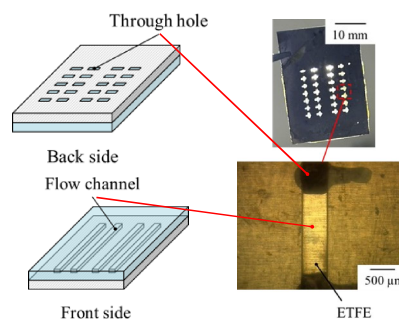 Through hole
10 mm
Back side
Flow channel
Front side
ETFE
500 μm